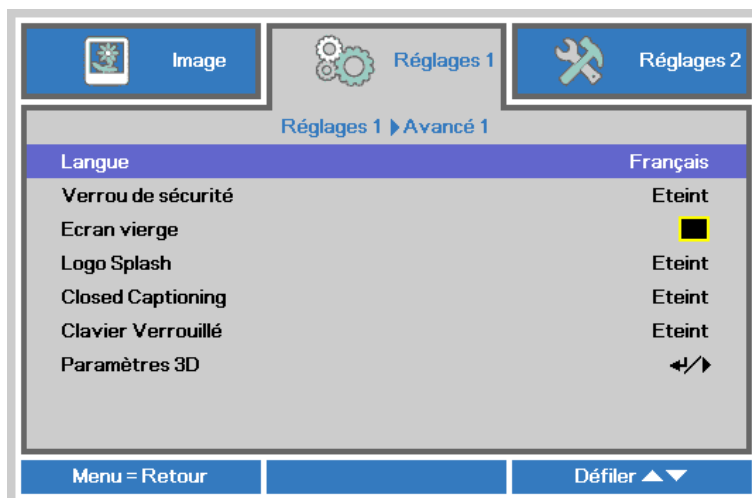 Image
Réglages 1
Réglages 2
Réglages 1 ▶ Avancé 1
Langue Français
Verrou de sécurité Eteint
Ecran vierge
Logo Splash Eteint
Closed Captioning Eteint
Clavier Verrouillé Eteint
Paramètres 3D ↵/▶
Menu = Retour
Défiler ▲▼